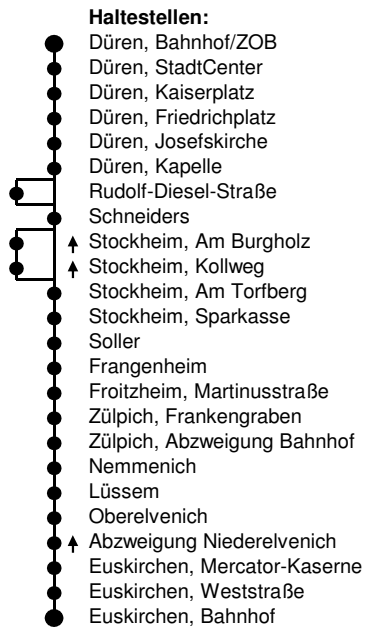 Haltestellen:
Düren, Bahnhof/ZOB
Düren, StadtCenter
Düren, Kaiserplatz
Düren, Friedrichplatz
Düren, Josefskirche
Düren, Kapelle
Rudolf-Diesel-Straße
Schneiders
Stockheim, Am Burgholz
Stockheim, Kollweg
Stockheim, Am Torfberg
Stockheim, Sparkasse
Soller
Frangenheim
Froitzheim, Martinusstraße
Zülpich, Frankengraben
Zülpich, Abzweigung Bahnhof
Nemmenich
Lüssem
Oberelvenich
Abzweigung Niederelvenich
Euskirchen, Mercator-Kaserne
Euskirchen, Weststraße
Euskirchen, Bahnhof